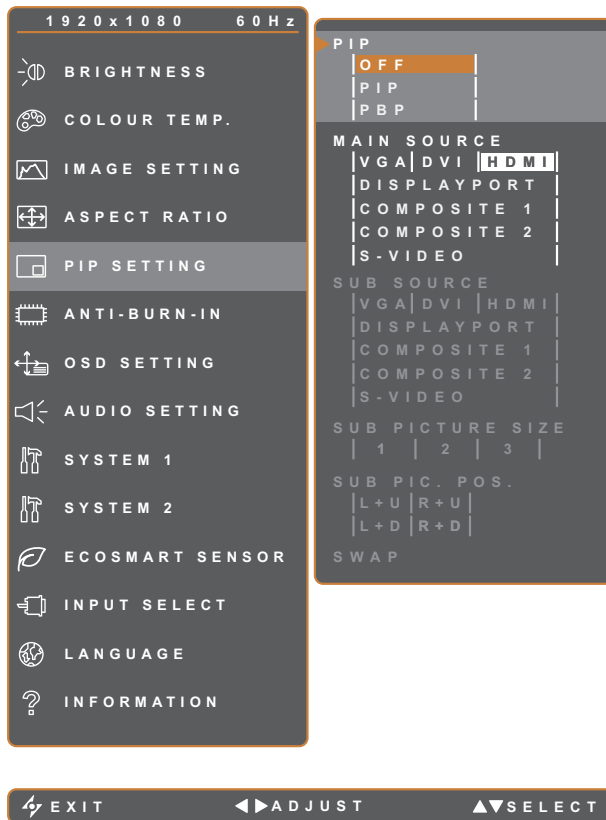 1920x1080 60Hz
BRIGHTNESS
COLOUR TEMP.
IMAGE SETTING
ASPECT RATIO
PIP SETTING
ANTI-BURN-IN
OSD SETTING
AUDIO SETTING
SYSTEM 1
SYSTEM 2
ECOSMART SENSOR
INPUT SELECT
LANGUAGE
INFORMATION
PIP
OFF
PIP
PBP
MAIN SOURCE
VGA DVI HDMI
DISPLAYPORT
COMPOSITE 1
COMPOSITE 2
S-VIDEO
SUB SOURCE
VGA DVI HDMI
DISPLAYPORT
COMPOSITE 1
COMPOSITE 2
S-VIDEO
SUB PICTURE SIZE
1 2 3
SUB PIC. POS.
L+U R+U
L+D R+D
SWAP
EXIT ADJUST SELECT